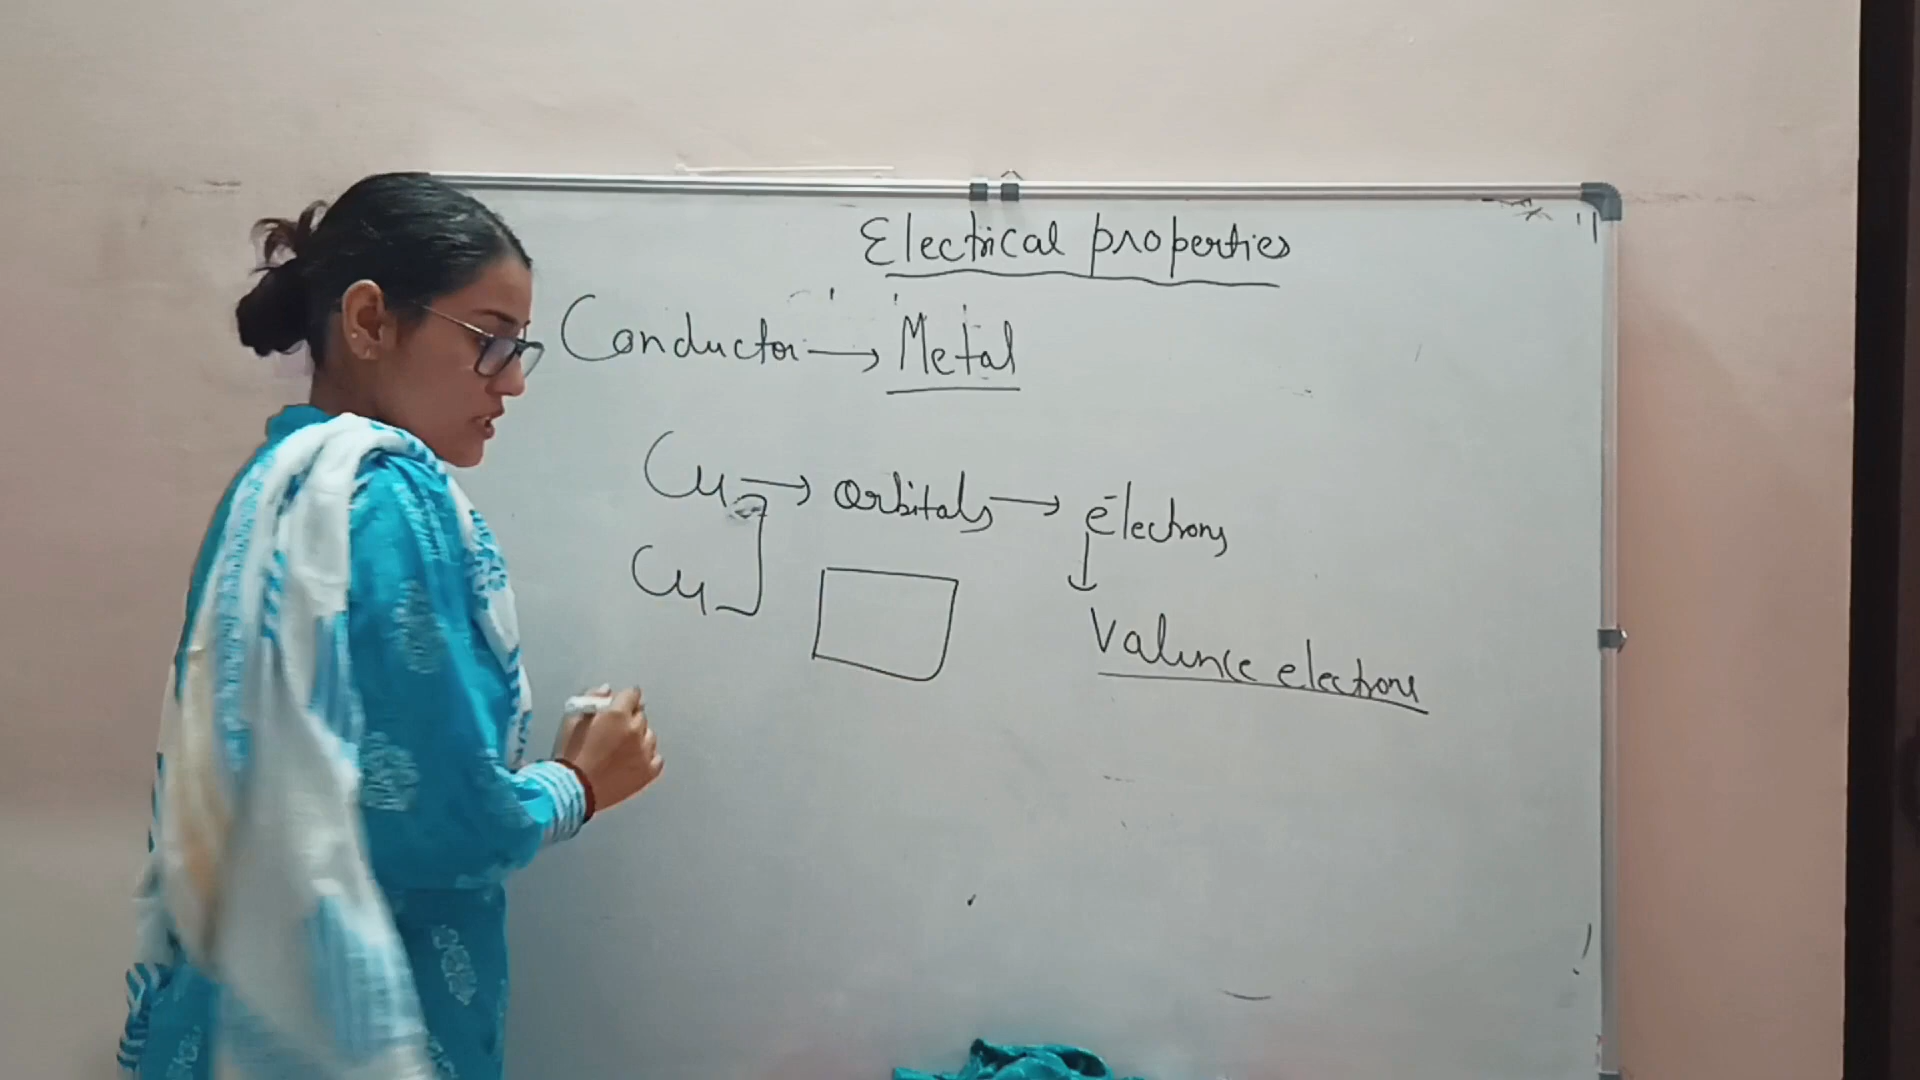 Electrical properties
Conductor → Metal
Cu → orbitals → electrons
Cu
Valence electrons